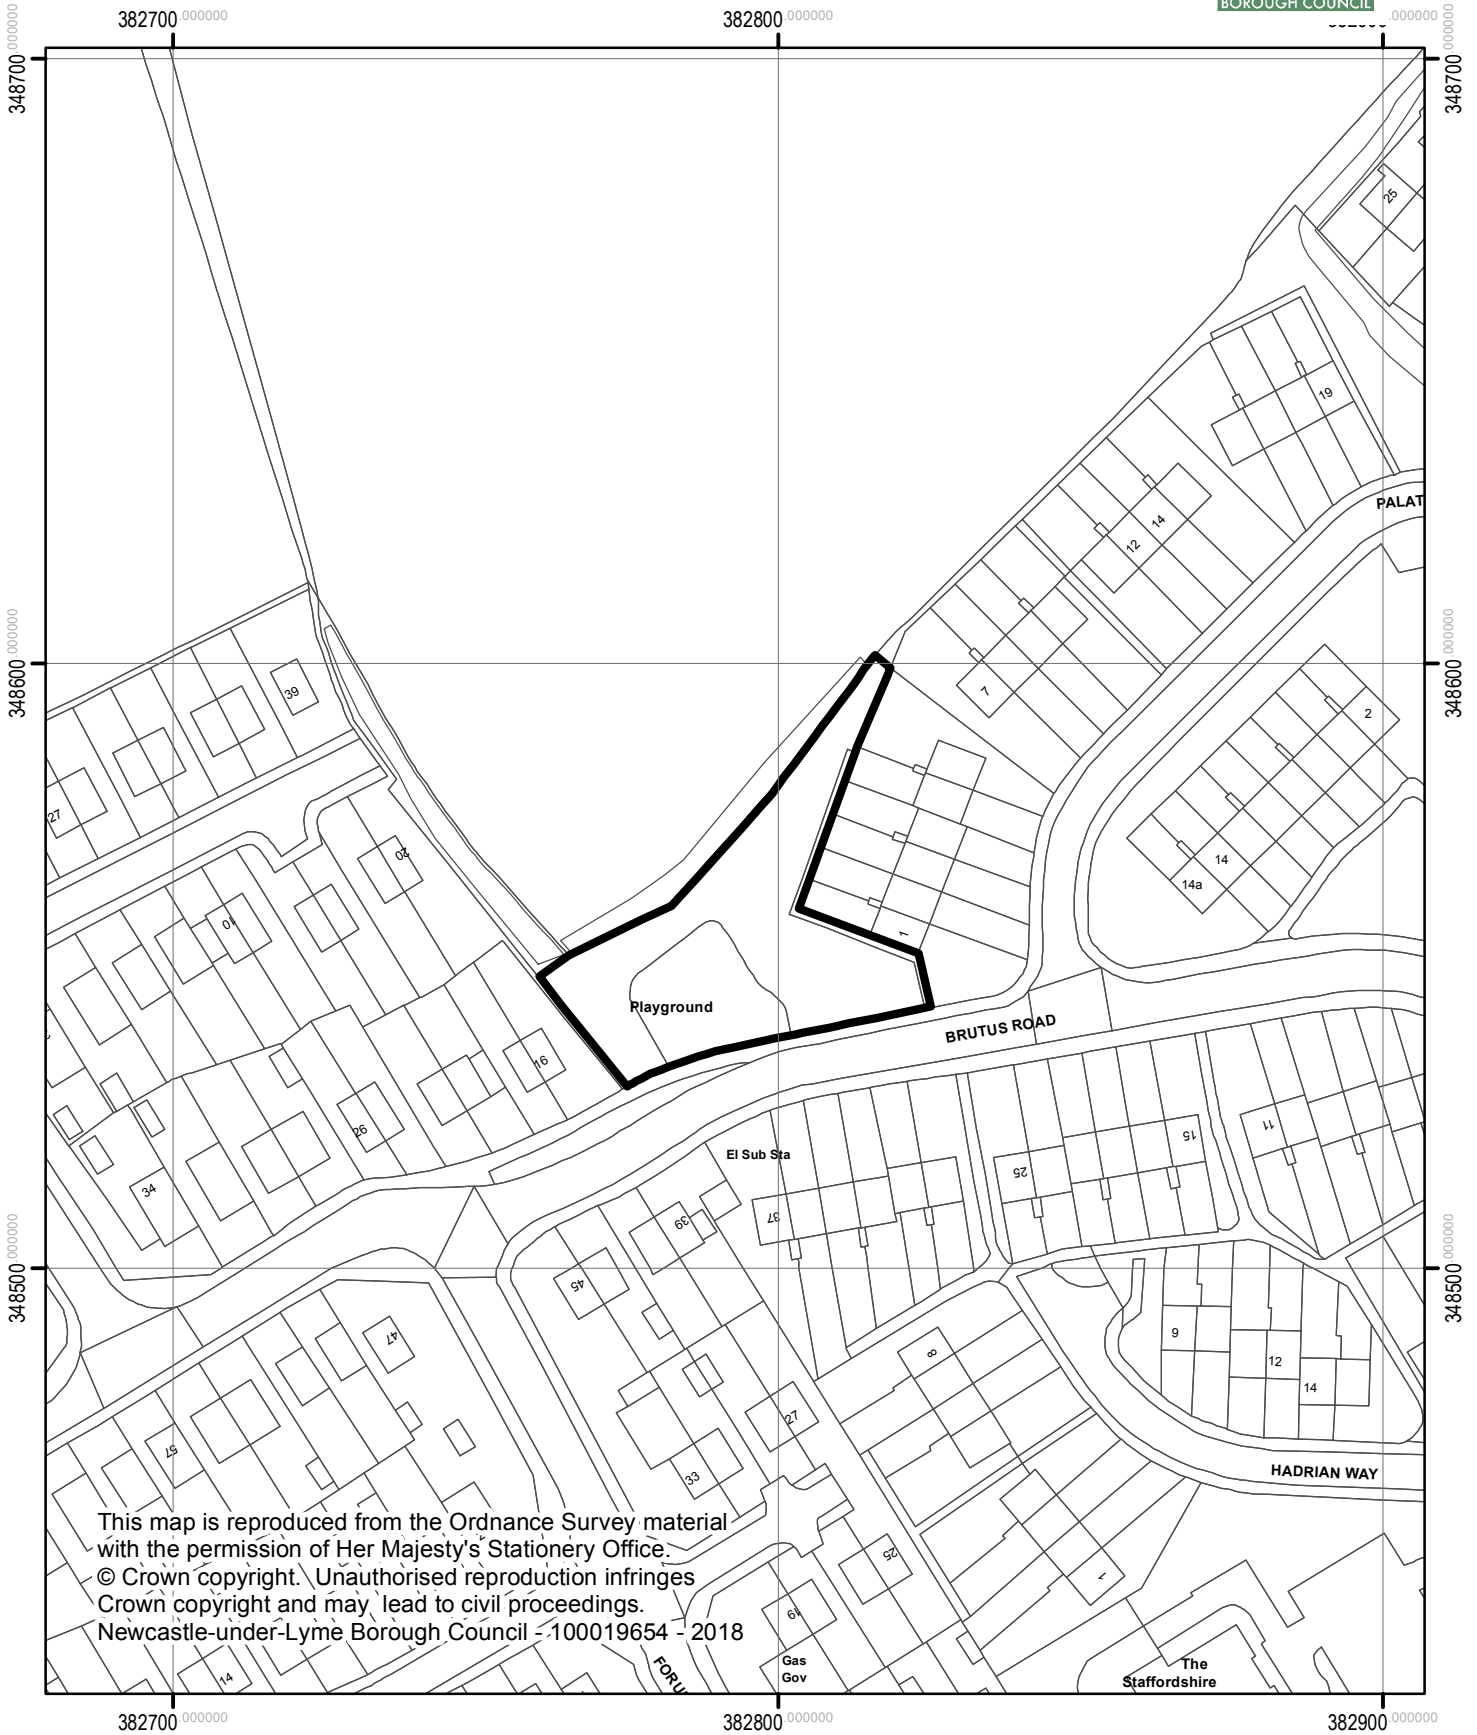 BOROUGH COUNCIL
382700.000000
382800.000000
.000000
348700.000000
348700.000000
25
19
PALAT
14
12
348600.000000
348600.000000
7
2
39
27
20
14
14a
10
1
Playground
BRUTUS ROAD
16
26
34
El Sub Sta
11
15
25
37
39
45
348500.000000
348500.000000
47
9
12
14
8
27
57
33
HADRIAN WAY
This map is reproduced from the Ordnance Survey material
with the permission of Her Majesty's Stationery Office.
© Crown copyright. Unauthorised reproduction infringes
Crown copyright and may lead to civil proceedings.
Newcastle-under-Lyme Borough Council - 100019654 - 2018
25
1
19
Gas
Gov
FORU
14
The
Staffordshire
382700.000000
382800.000000
382900.000000